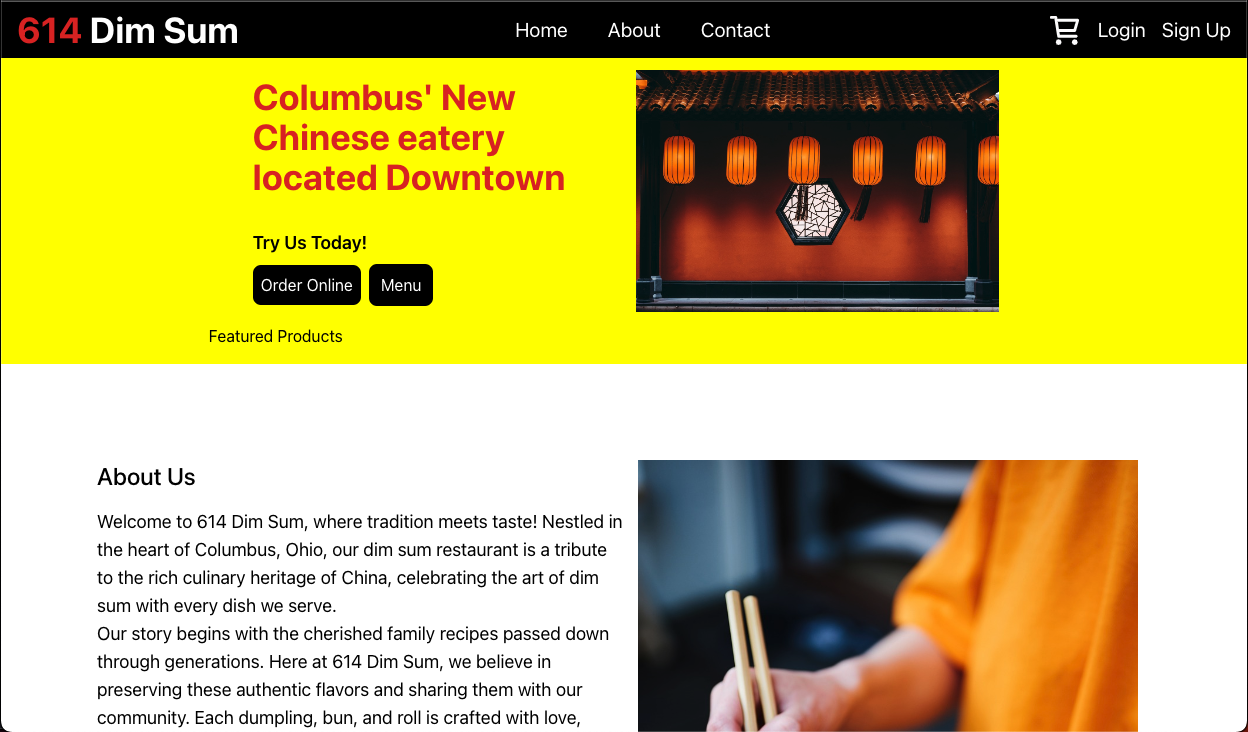 614 Dim Sum
Home About Contact
Login Sign Up
Columbus' New
Chinese eatery
located Downtown
Try Us Today!
Order Online Menu
Featured Products
About Us
Welcome to 614 Dim Sum, where tradition meets taste! Nestled in
the heart of Columbus, Ohio, our dim sum restaurant is a tribute
to the rich culinary heritage of China, celebrating the art of dim
sum with every dish we serve.
Our story begins with the cherished family recipes passed down
through generations. Here at 614 Dim Sum, we believe in
preserving these authentic flavors and sharing them with our
community. Each dumpling, bun, and roll is crafted with love,